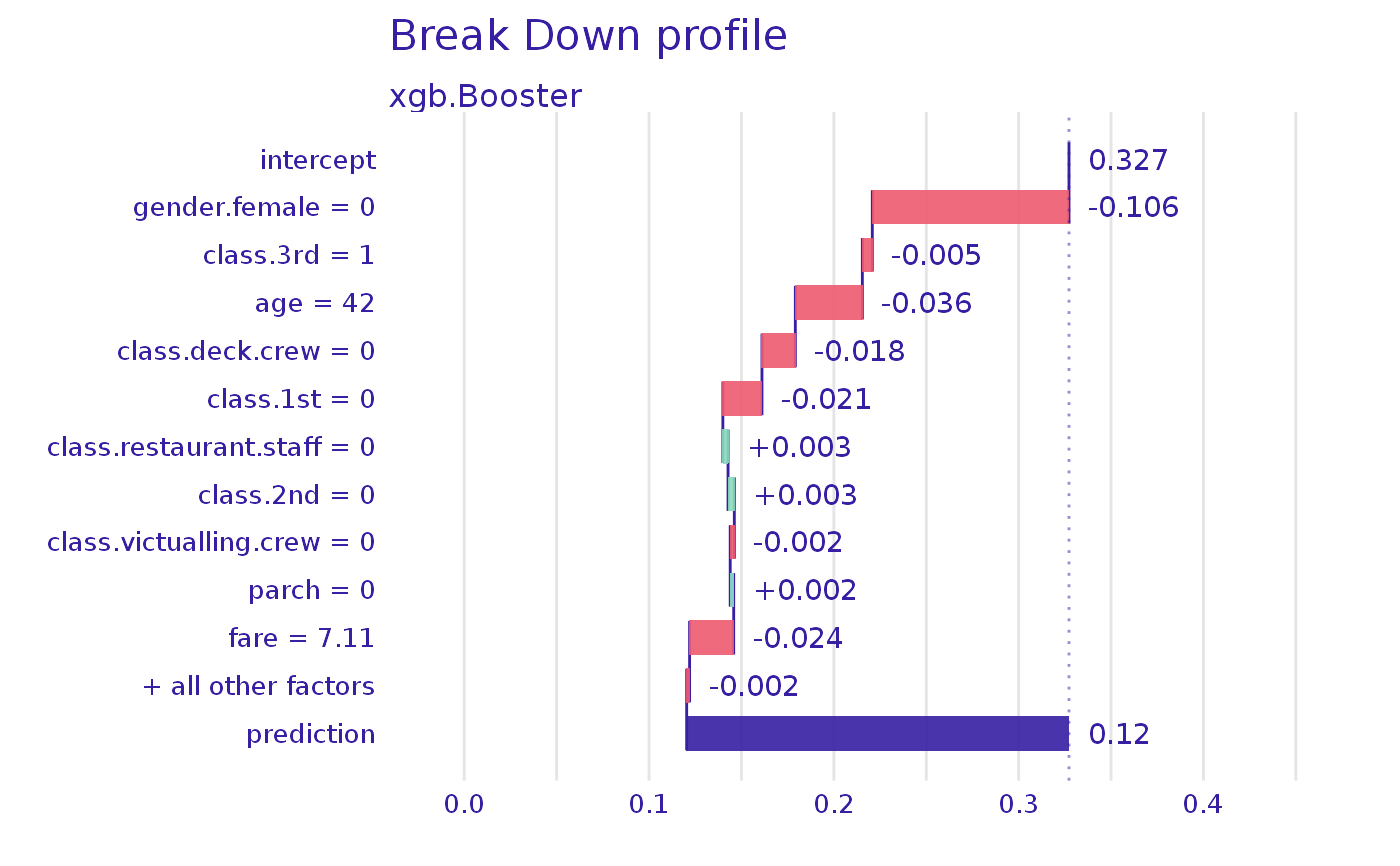 Break Down profile
xgb.Booster
intercept 0.327
gender.female = 0 -0.106
class.3rd = 1 -0.005
age = 42 -0.036
class.deck.crew = 0 -0.018
class.1st = 0 -0.021
class.restaurant.staff = 0 +0.003
class.2nd = 0 +0.003
class.victualling.crew = 0 -0.002
parch = 0 +0.002
fare = 7.11 -0.024
+ all other factors -0.002
prediction 0.12
0.0 0.1 0.2 0.3 0.4